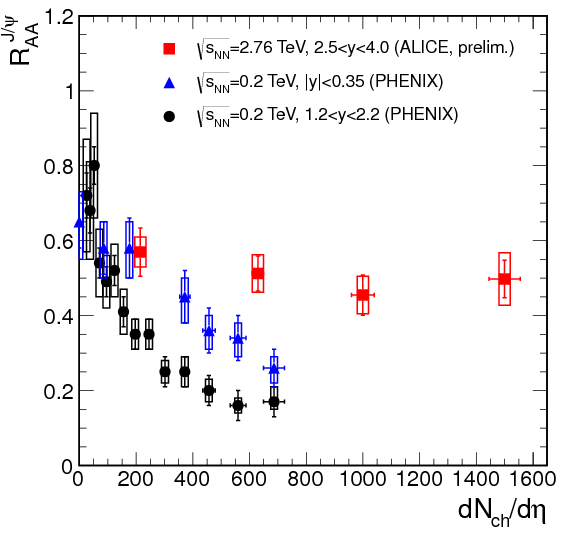 R_AA^J/ψ
1.2
1
0.8
0.6
0.4
0.2
0
√s_NN=2.76 TeV, 2.5<y<4.0 (ALICE, prelim.)
√s_NN=0.2 TeV, |y|<0.35 (PHENIX)
√s_NN=0.2 TeV, 1.2<y<2.2 (PHENIX)
0 200 400 600 800 1000 1200 1400 1600
dN_ch/dη